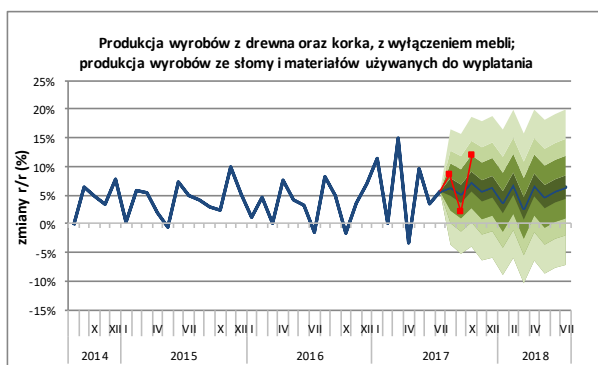 Produkcja wyrobów z drewna oraz korka, z wyłączeniem mebli;
produkcja wyrobów ze słomy i materiałów używanych do wyplatania
zmiany r/r (%)
25%
20%
15%
10%
5%
0%
-5%
-10%
-15%
X XII I IV VII X XII I IV VII X XII I IV VII X XII II IV VII
2014 2015 2016 2017 2018